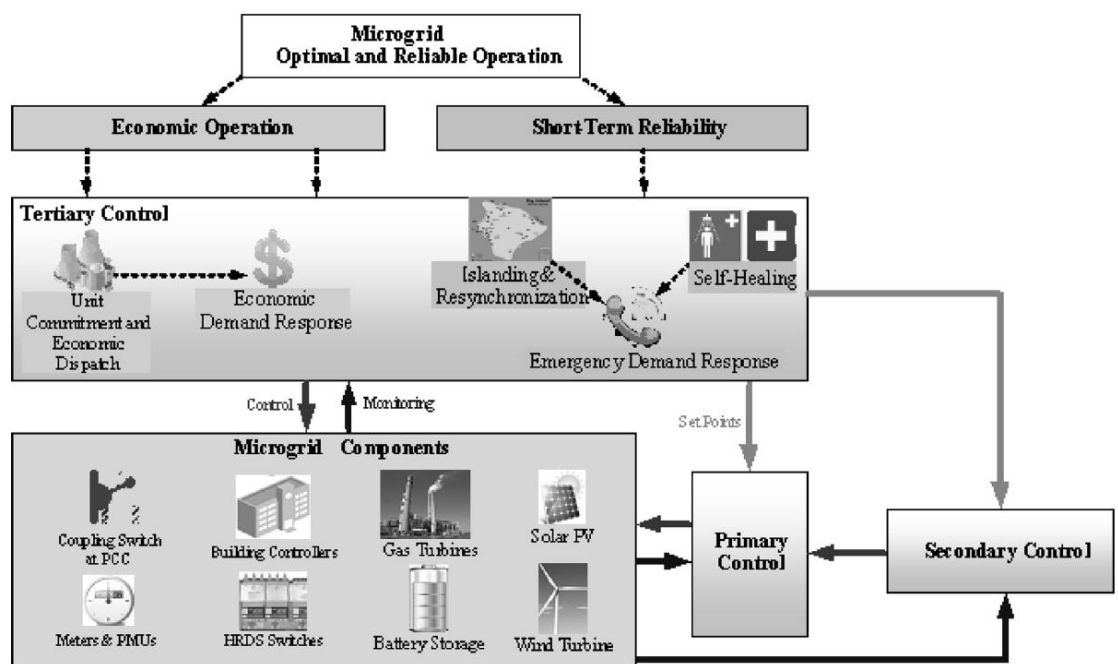 Microgrid
Optimal and Reliable Operation
Economic Operation
Short-Term Reliability
Tertiary Control
Unit
Commitment and
Economic
Dispatch
Economic
Demand Response
Islanding &
Resynchronization
Self-Healing
Emergency Demand Response
Control
Monitoring
Set Points
Microgrid Components
Coupling Switch
at PCC
Building Controllers
Gas Turbines
Solar PV
Meters & PMUs
HRDS Switches
Battery Storage
Wind Turbine
Primary
Control
Secondary Control